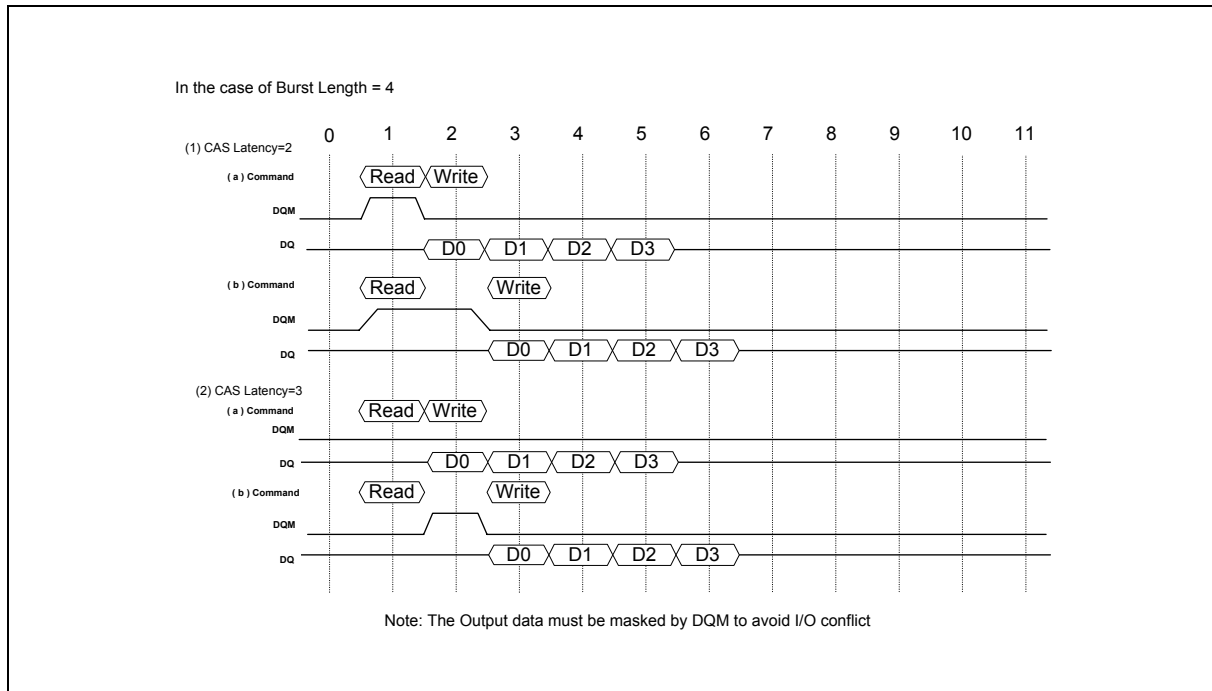 In the case of Burst Length = 4
0 1 2 3 4 5 6 7 8 9 10 11
(1) CAS Latency=2
( a ) Command Read Write
DQM
DQ D0 D1 D2 D3
( b ) Command Read Write
DQM
DQ D0 D1 D2 D3
(2) CAS Latency=3
( a ) Command Read Write
DQM
DQ D0 D1 D2 D3
( b ) Command Read Write
DQM
DQ D0 D1 D2 D3
Note: The Output data must be masked by DQM to avoid I/O conflict